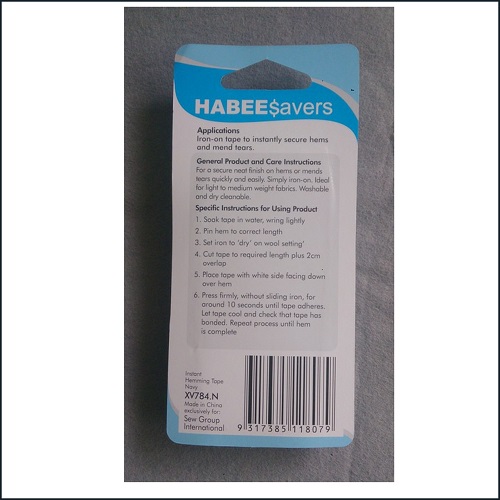 HABEE$avers
Applications
Iron-on tape to instantly secure hems
and mend tears.
General Product and Care Instructions
For a secure neat finish on hems or mends
tears quickly and easily. Simply iron-on. Ideal
for light to medium weight fabrics. Washable
and dry cleanable.
Specific Instructions for Using Product
1. Soak tape in water, wring lightly
2. Pin hem to correct length
3. Set iron to 'dry' on wool setting'
4. Cut tape to required length plus 2cm
overlap
5. Place tape with white side facing down
over hem
6. Press firmly, without sliding iron, for
around 10 seconds until tape adheres.
Let tape cool and check that tape has
bonded. Repeat process until hem
is complete
Instant
Hemming Tape
Navy
XV784.N
Made in China
exclusively for:
Sew Group
International
9 317385 118079